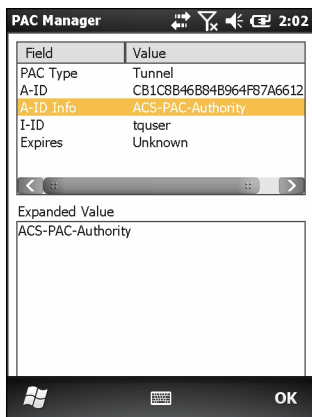 PAC Manager 2:02
Field Value
PAC Type Tunnel
A-ID CB1C8B46B84B964F87A6612
A-ID Info ACS-PAC-Authority
I-ID tquser
Expires Unknown
Expanded Value
ACS-PAC-Authority
OK